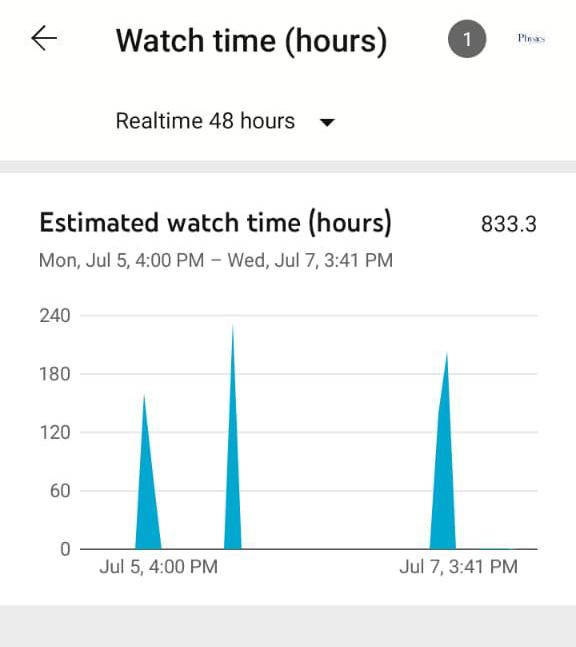 Watch time (hours)
1
Physics
Realtime 48 hours
Estimated watch time (hours)
833.3
Mon, Jul 5, 4:00 PM – Wed, Jul 7, 3:41 PM
240
180
120
60
0
Jul 5, 4:00 PM
Jul 7, 3:41 PM